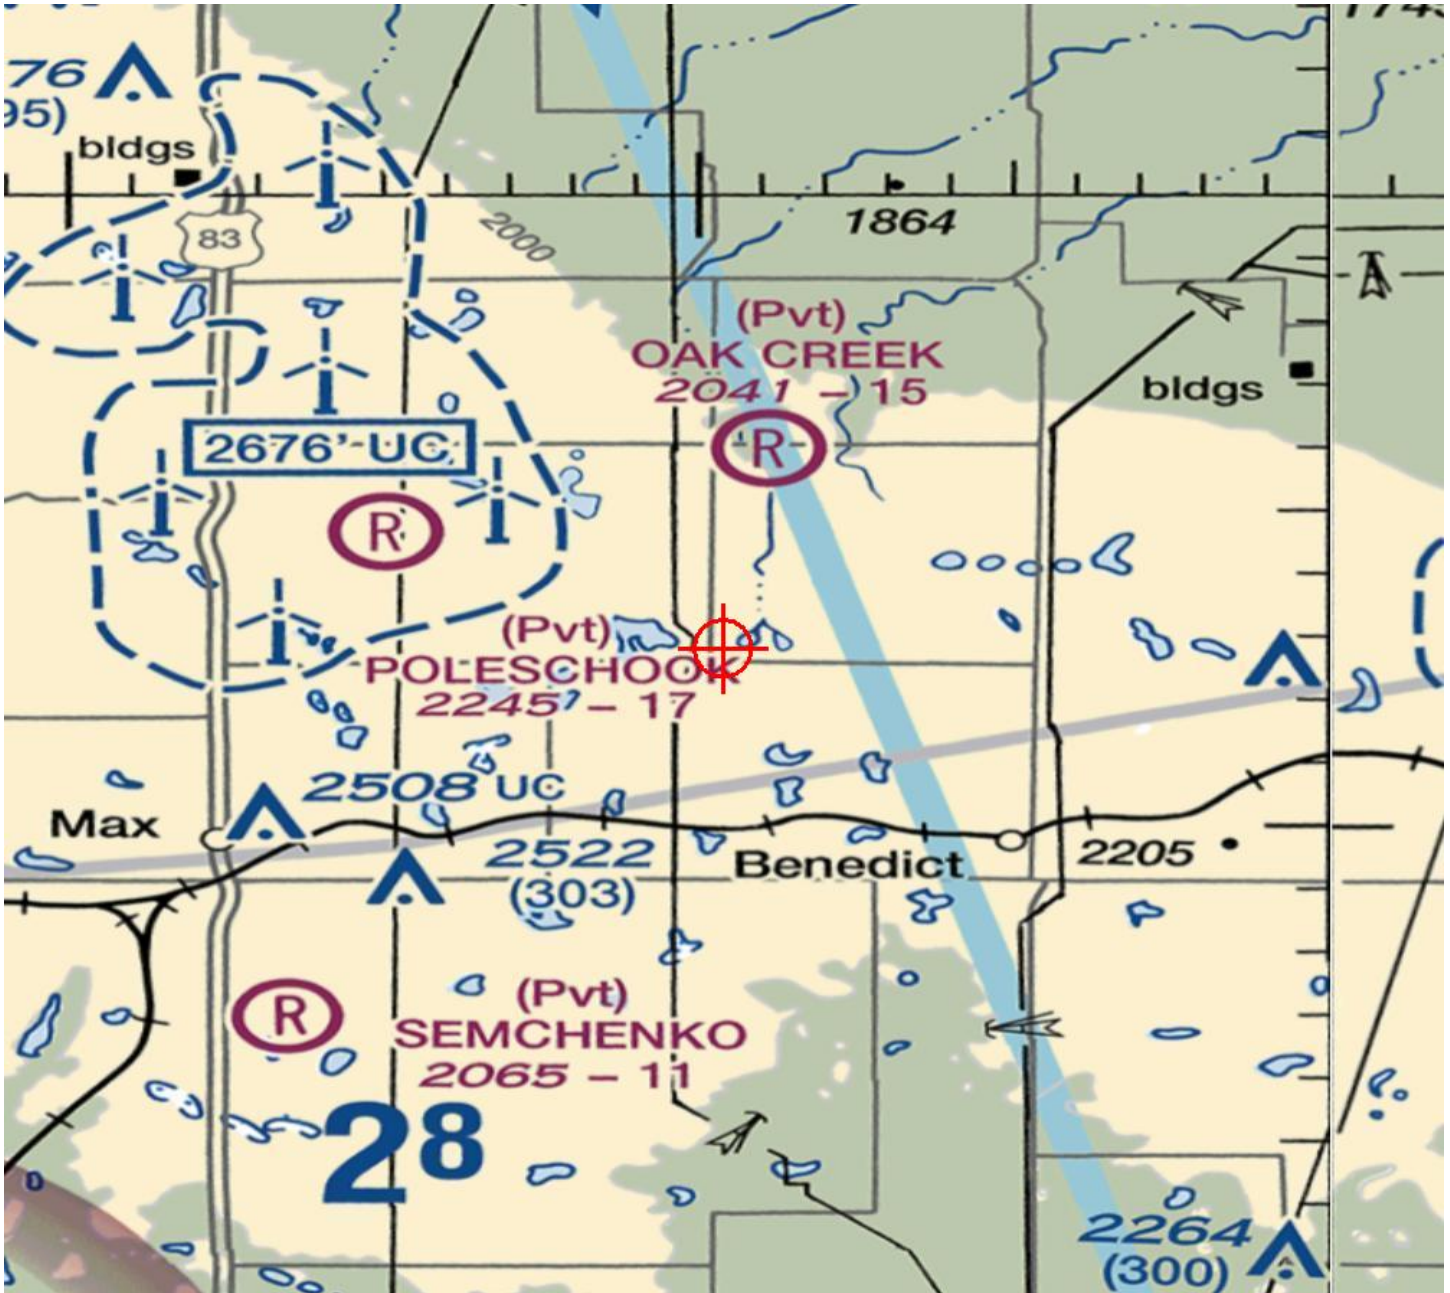 76
95)
bldgs
83
2000
1864
(Pvt)
OAK CREEK
2041 – 15
R
bldgs
2676' UC
R
(Pvt)
POLESCHOOK
2245 – 17
2508 UC
Max
2522
(303)
Benedict
2205
R
(Pvt)
SEMCHENKO
2065 – 11
28
2264
(300)